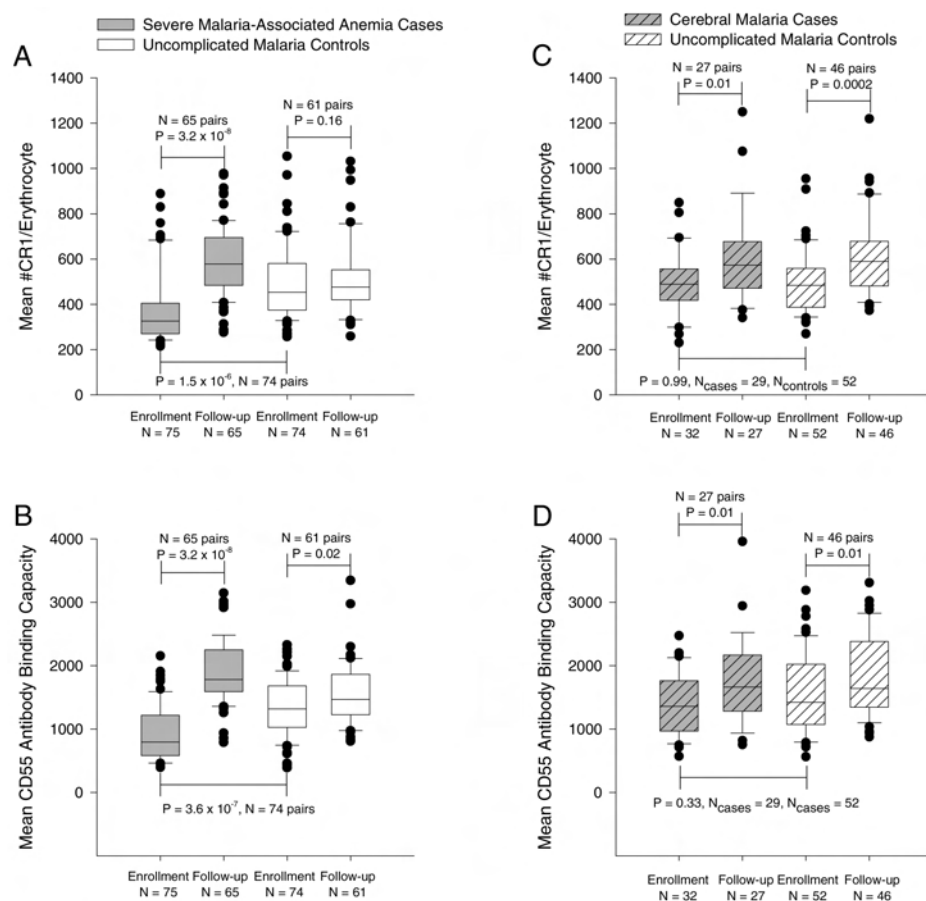 Severe Malaria-Associated Anemia Cases
Uncomplicated Malaria Controls
A
N = 65 pairs
P = 3.2 x 10-8
N = 61 pairs
P = 0.16
1400
1200
1000
800
600
400
200
0
Mean #CR1/Erythrocyte
P = 1.5 x 10-6, N = 74 pairs
Enrollment Follow-up Enrollment Follow-up
N = 75 N = 65 N = 74 N = 61
Cerebral Malaria Cases
Uncomplicated Malaria Controls
C
N = 27 pairs
P = 0.01
N = 46 pairs
P = 0.0002
1400
1200
1000
800
600
400
200
0
Mean #CR1/Erythrocyte
P = 0.99, Ncases = 29, Ncontrols = 52
Enrollment Follow-up Enrollment Follow-up
N = 32 N = 27 N = 52 N = 46
B
N = 65 pairs
P = 3.2 x 10-8
N = 61 pairs
P = 0.02
4000
3000
2000
1000
0
Mean CD55 Antibody Binding Capacity
P = 3.6 x 10-7, N = 74 pairs
Enrollment Follow-up Enrollment Follow-up
N = 75 N = 65 N = 74 N = 61
D
N = 27 pairs
P = 0.01
N = 46 pairs
P = 0.01
4000
3000
2000
1000
0
Mean CD55 Antibody Binding Capacity
P = 0.33, Ncases = 29, Ncases = 52
Enrollment Follow-up Enrollment Follow-up
N = 32 N = 27 N = 52 N = 46